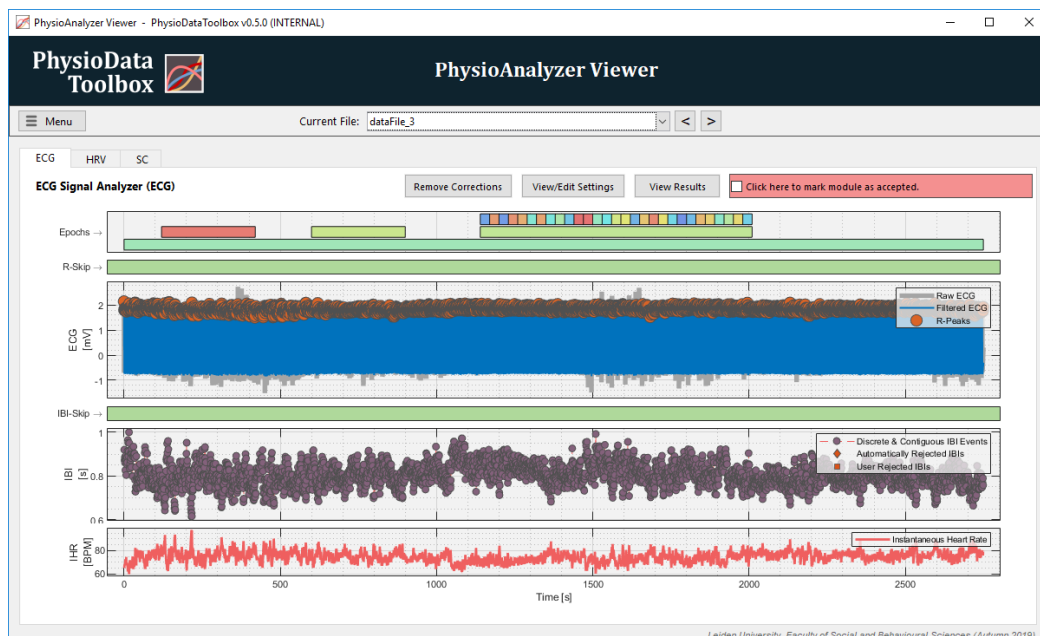 PhysioAnalyzer Viewer - PhysioDataToolbox v0.5.0 (INTERNAL)
PhysioData
Toolbox
PhysioAnalyzer Viewer
Menu
Current File: dataFile_3
<
>
ECG HRV SC
ECG Signal Analyzer (ECG)
Remove Corrections
View/Edit Settings
View Results
Click here to mark module as accepted.
Epochs →
R-Skip →
2
1
0
-1
ECG
[mV]
Raw ECG
Filtered ECG
R-Peaks
IBI-Skip →
1
0.8
0.6
IBI
[s]
Discrete & Contiguous IBI Events
Automatically Rejected IBIs
User Rejected IBIs
80
60
IHR
[BPM]
Instantaneous Heart Rate
0 500 1000 1500 2000 2500
Time [s]
Leiden University, Faculty of Social and Behavioural Sciences (Autumn 2019)